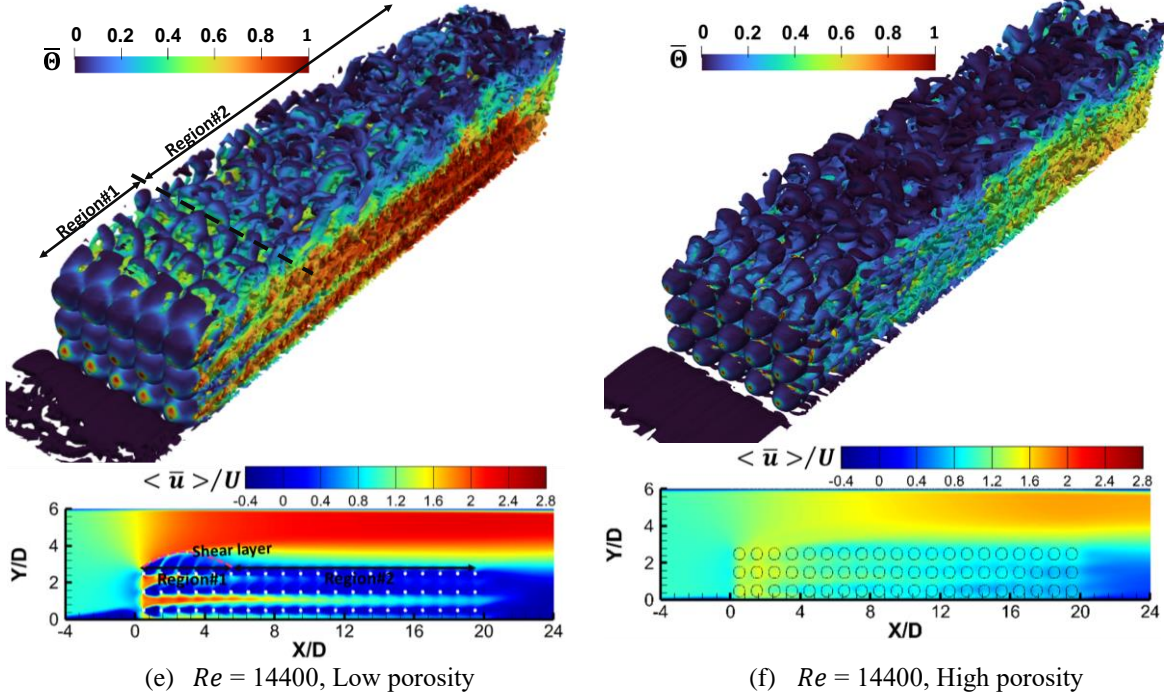 0 0.2 0.4 0.6 0.8 1
Θ̅
Region#2
Region#1
0 0.2 0.4 0.6 0.8 1
Θ̅
< u̅ >/U
-0.4 0 0.4 0.8 1.2 1.6 2 2.4 2.8
Y/D
6
4
2
0
Shear layer
Region#1 Region#2
-4 0 4 8 12 16 20 24
X/D
(e) Re = 14400, Low porosity
< u̅ >/U
-0.4 0 0.4 0.8 1.2 1.6 2 2.4 2.8
Y/D
6
4
2
0
-4 0 4 8 12 16 20 24
X/D
(f) Re = 14400, High porosity